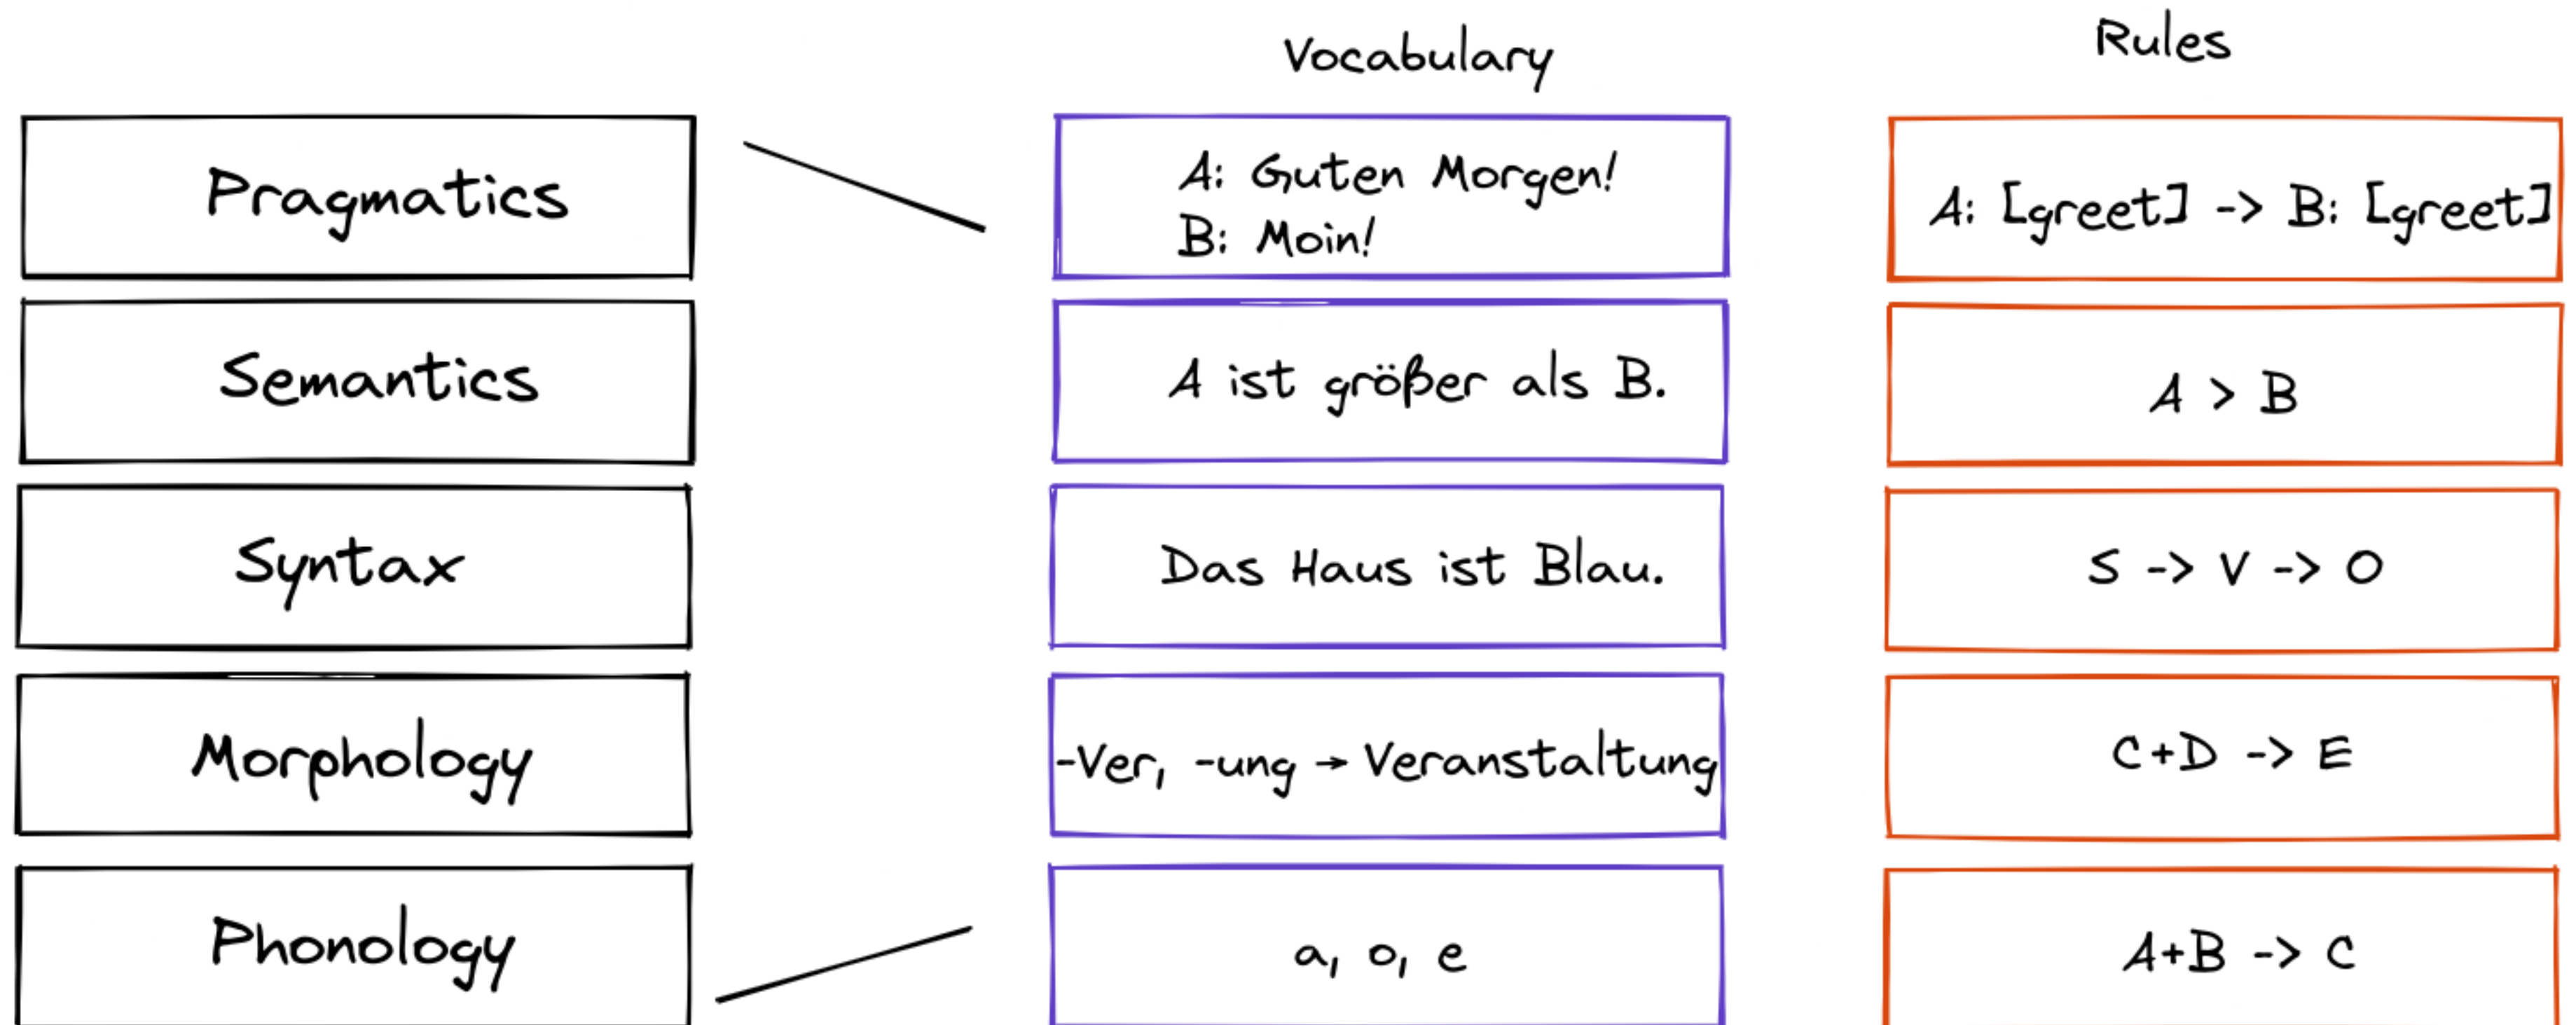 Vocabulary
Rules
Pragmatics
A: Guten Morgen!
B: Moin!
A: [greet] -> B: [greet]
Semantics
A ist größer als B.
A > B
Syntax
Das Haus ist Blau.
S -> V -> O
Morphology
-Ver, -ung → Veranstaltung
C+D -> E
Phonology
a, o, e
A+B -> C